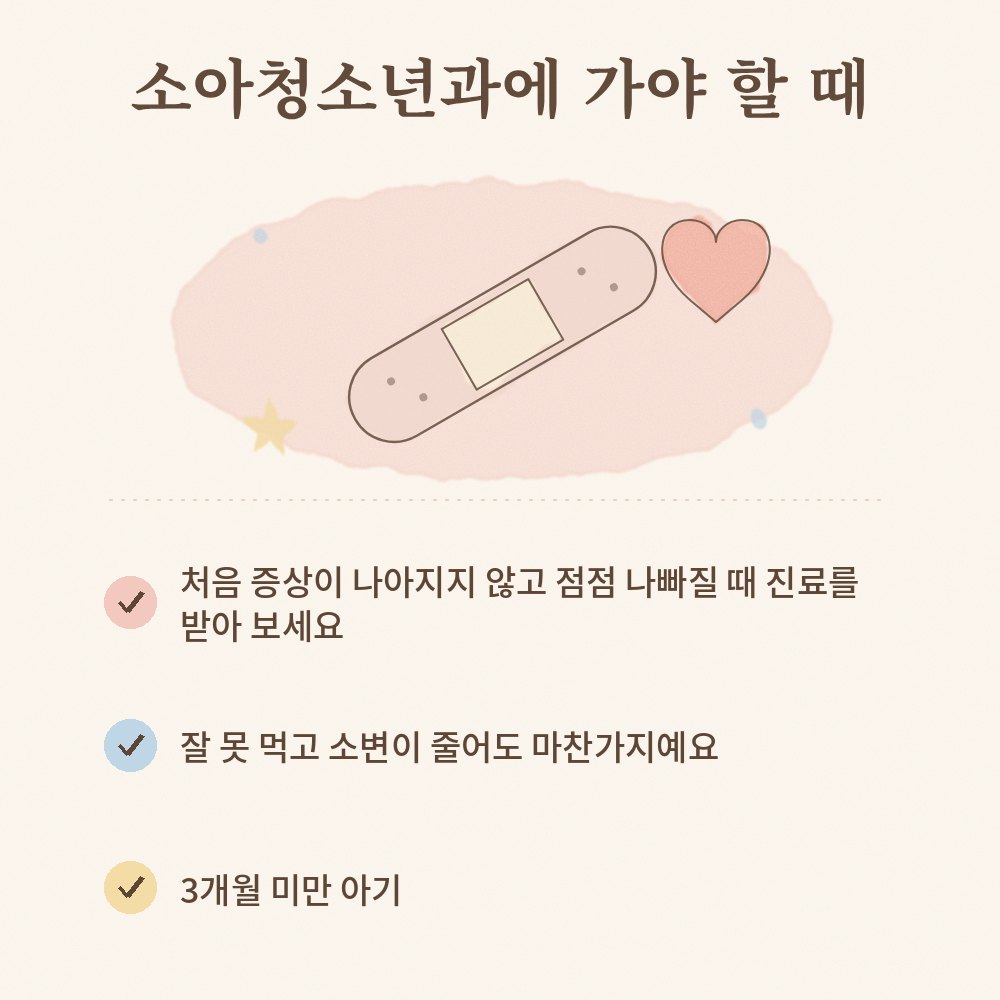 소아청소년과에 가야 할 때
처음 증상이 나아지지 않고 점점 나빠질 때 진료를
받아 보세요
잘 못 먹고 소변이 줄어도 마찬가지예요
3개월 미만 아기